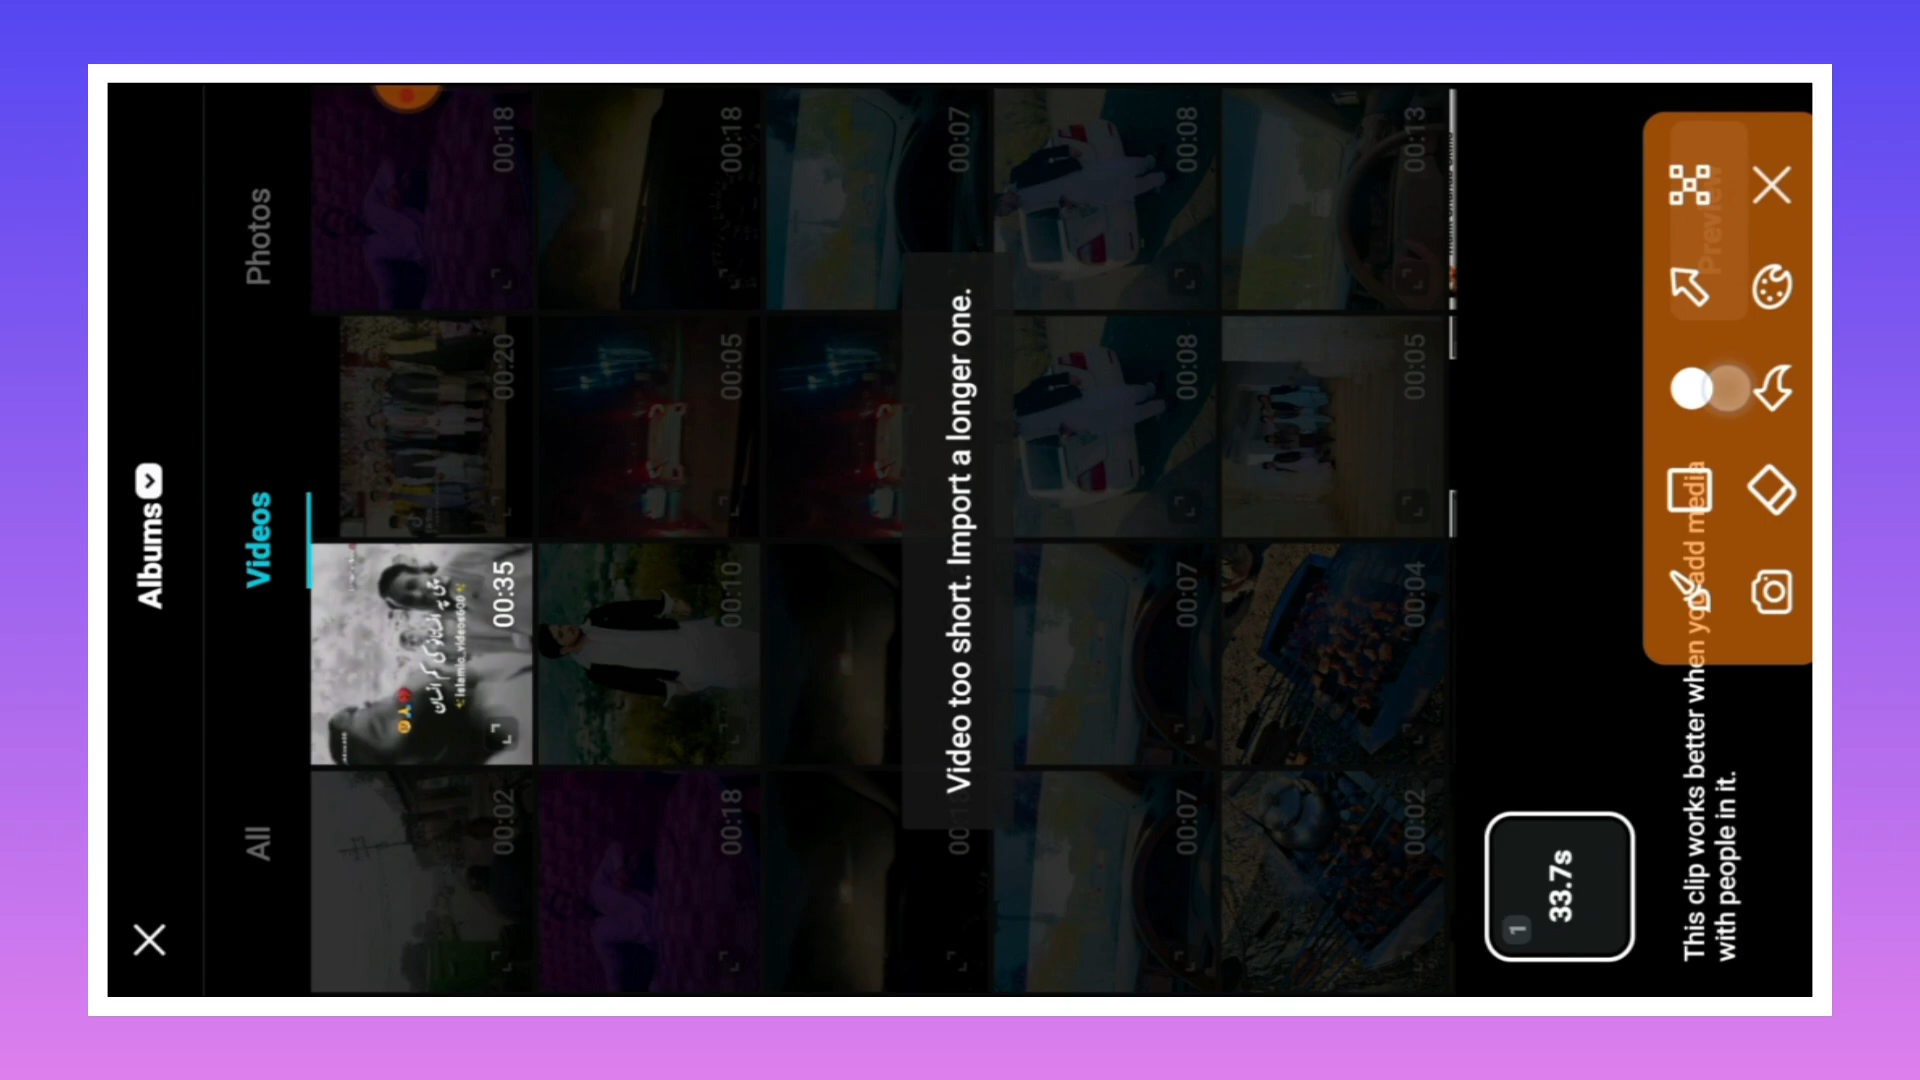 Albums
All
Videos
Photos
00:02
00:35
00:20
00:18
00:18
00:10
00:05
00:18
00:07
Video too short. Import a longer one.
00:07
00:07
00:08
00:08
00:02
00:04
00:05
00:13
1
33.7s
Preview
This clip works better when you add media
with people in it.